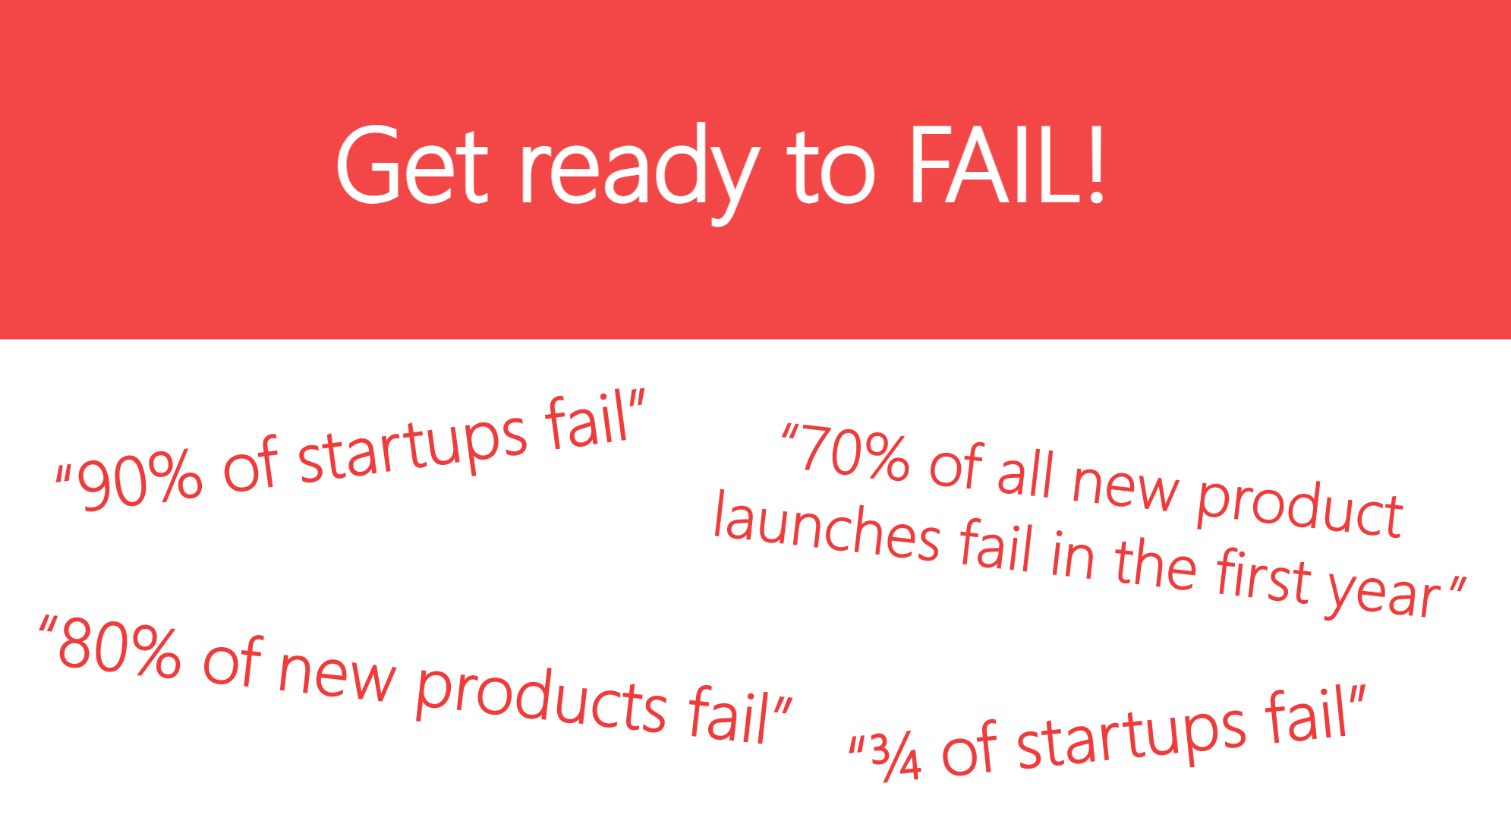 Get ready to FAIL!
“90% of startups fail”
“70% of all new product
launches fail in the first year”
“80% of new products fail”
“¾ of startups fail”